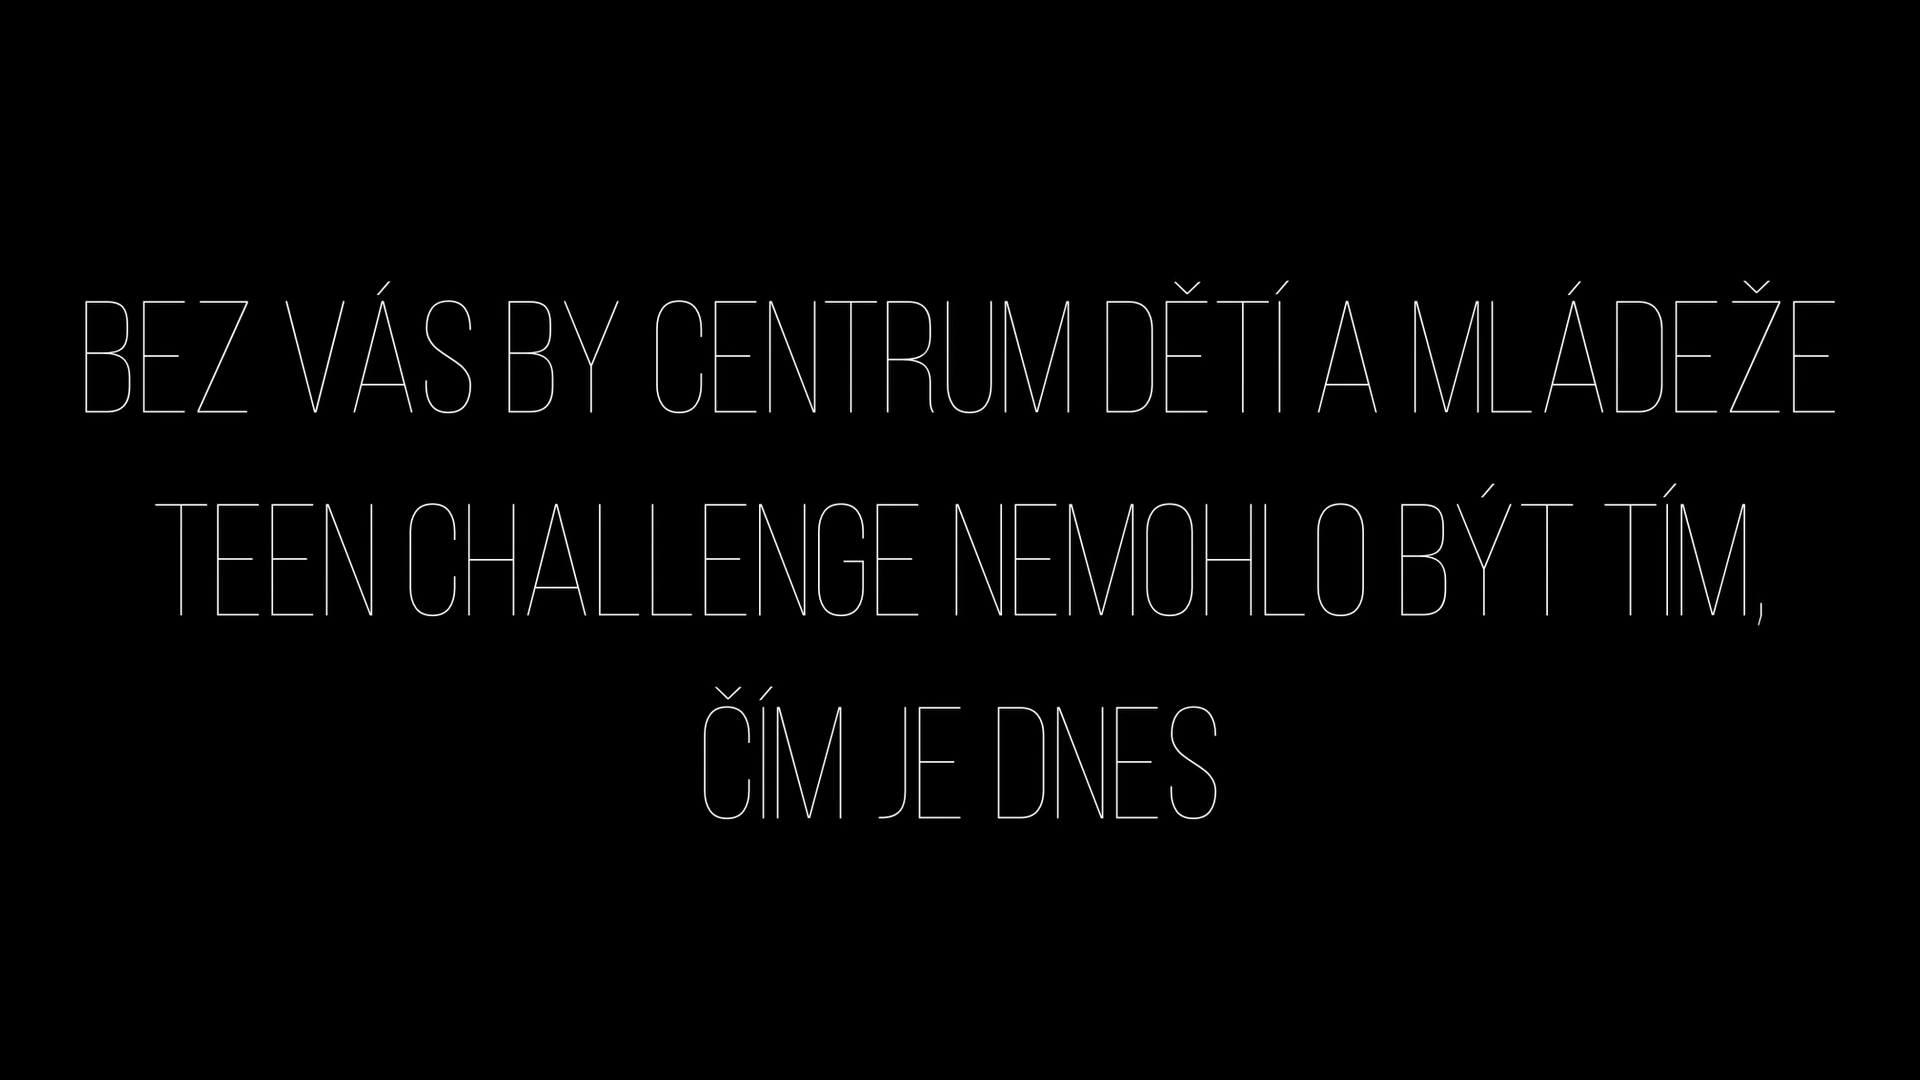 BEZ VÁS BY CENTRUM DĚTÍ A MLÁDEŽE
TEEN CHALLENGE NEMOHLO BÝT TÍM,
ČÍM JE DNES